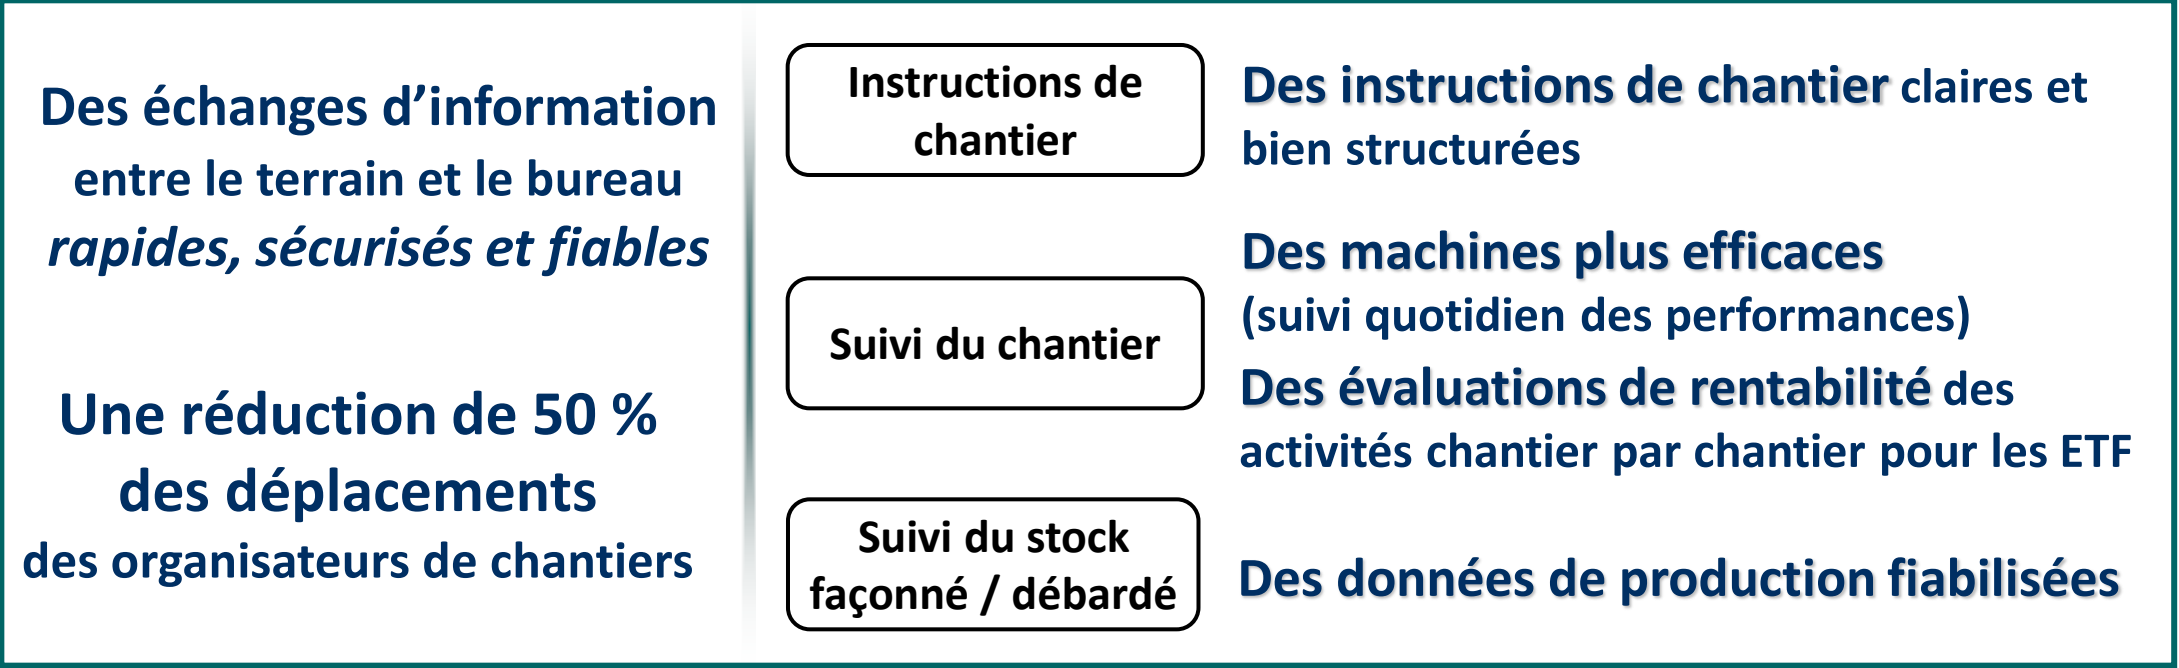 Des échanges d’information
entre le terrain et le bureau
rapides, sécurisés et fiables
Une réduction de 50 %
des déplacements
des organisateurs de chantiers
Instructions de
chantier
Des instructions de chantier claires et
bien structurées
Suivi du chantier
Des machines plus efficaces
(suivi quotidien des performances)
Des évaluations de rentabilité des
activités chantier par chantier pour les ETF
Suivi du stock
façonné / débardé
Des données de production fiabilisées